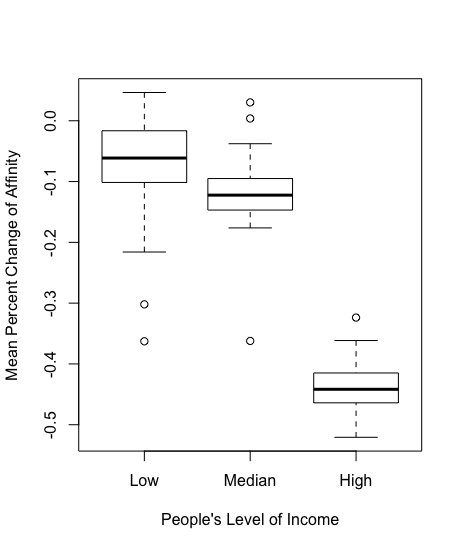 Mean Percent Change of Affinity
0.0
-0.1
-0.2
-0.3
-0.4
-0.5
Low Median High
People's Level of Income